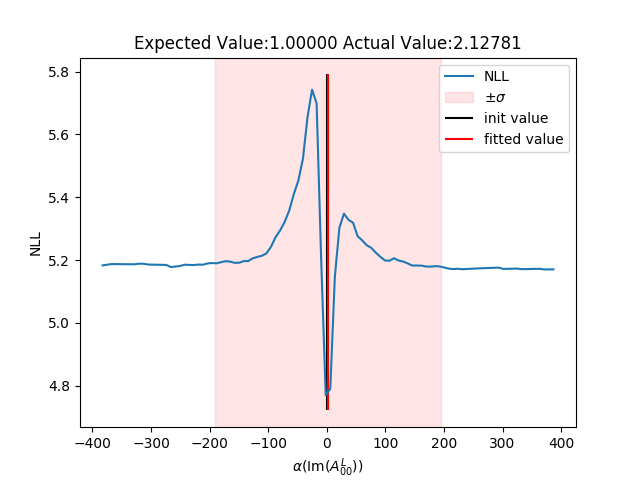 Expected Value:1.00000 Actual Value:2.12781
NLL
±σ
init value
fitted value
5.8
5.6
5.4
5.2
5.0
4.8
NLL
−400 −300 −200 −100 0 100 200 300 400
α(Im(A^L_00))